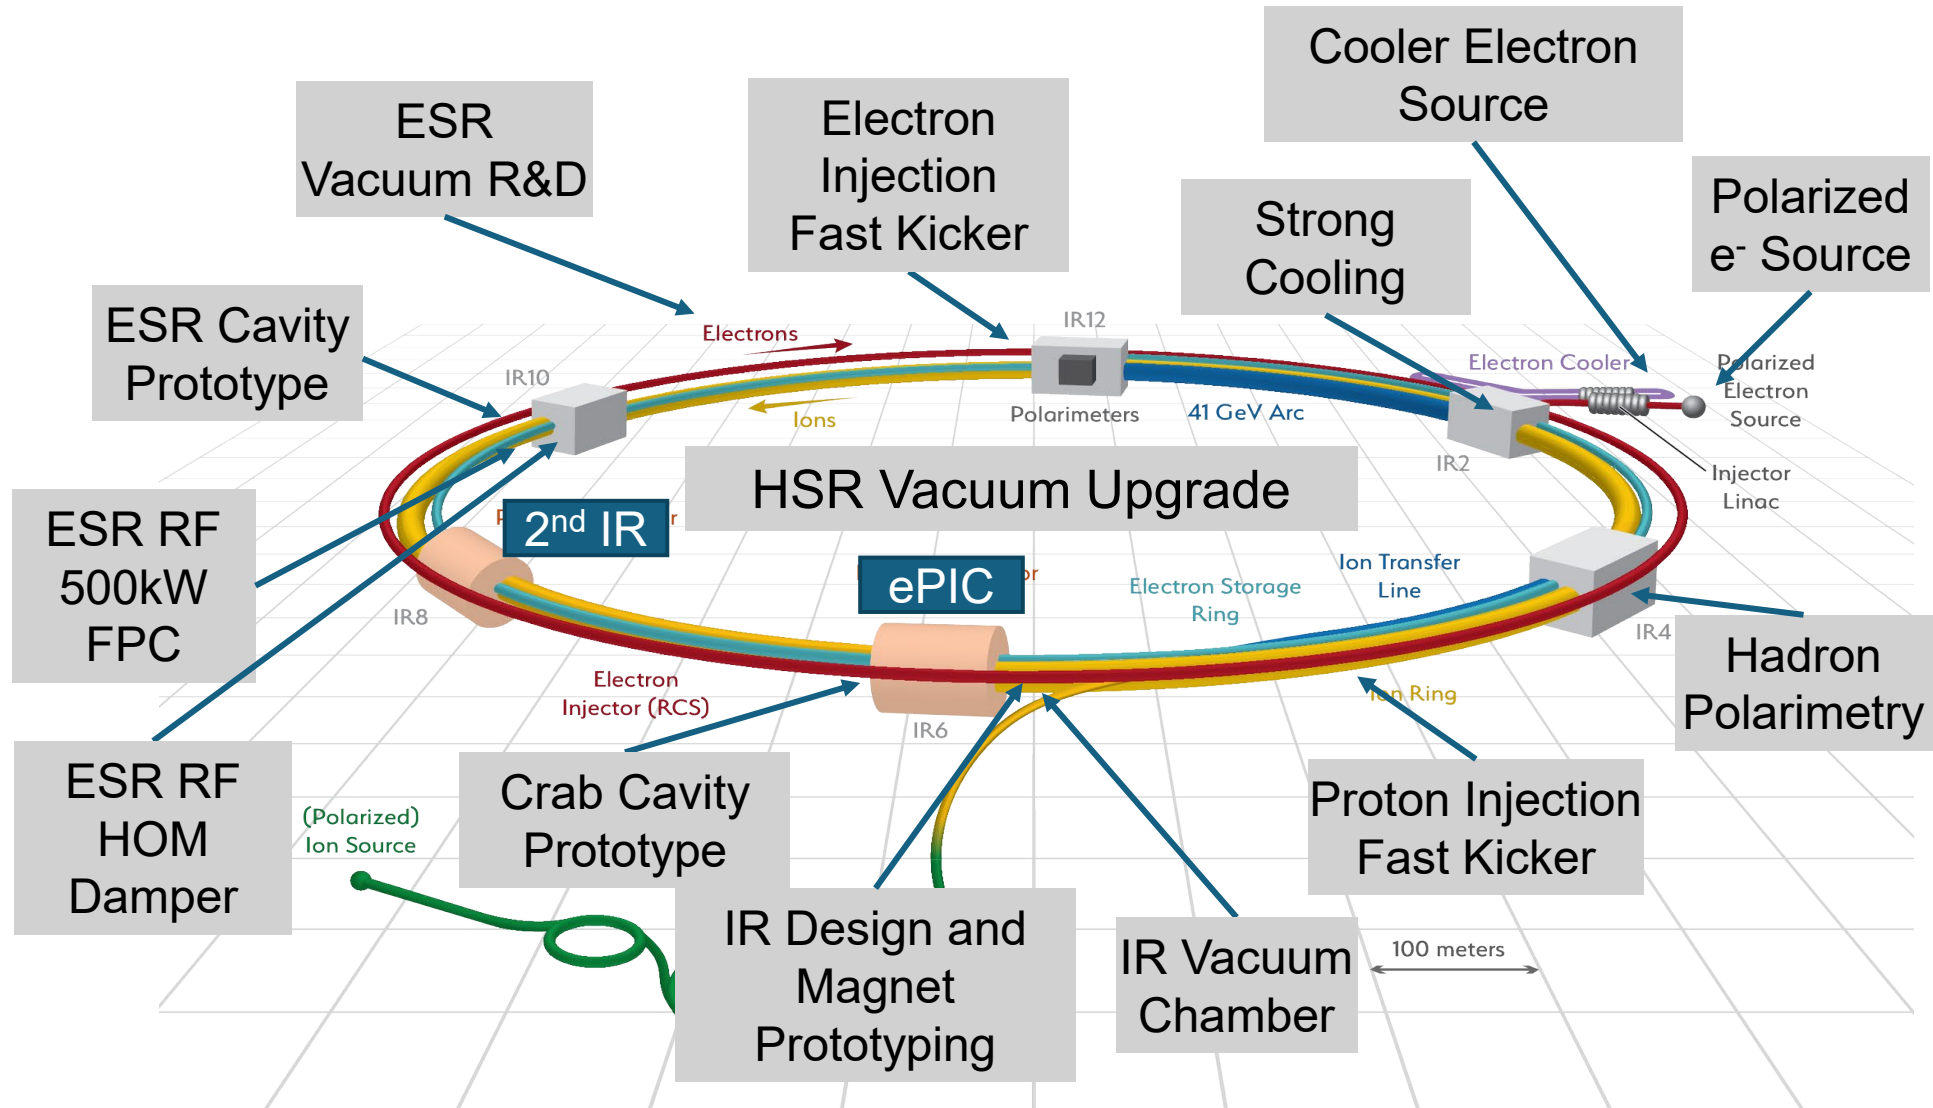 Cooler Electron
Source
ESR
Vacuum R&D
Electron
Injection
Fast Kicker
Polarized
e- Source
Strong
Cooling
ESR Cavity
Prototype
Electrons
IR12
IR10
Electron Cooler
Polarized
Electron
Source
Ions
Polarimeters
41 GeV Arc
IR2
Injector
Linac
HSR Vacuum Upgrade
ESR RF
500kW
FPC
2nd IR
ePIC
Ion Transfer
Line
Electron Storage
Ring
IR8
IR4
Hadron
Polarimetry
Electron
Injector (RCS)
Ion Ring
IR6
ESR RF
HOM
Damper
Crab Cavity
Prototype
Proton Injection
Fast Kicker
(Polarized)
Ion Source
IR Design and
Magnet
Prototyping
IR Vacuum
Chamber
100 meters